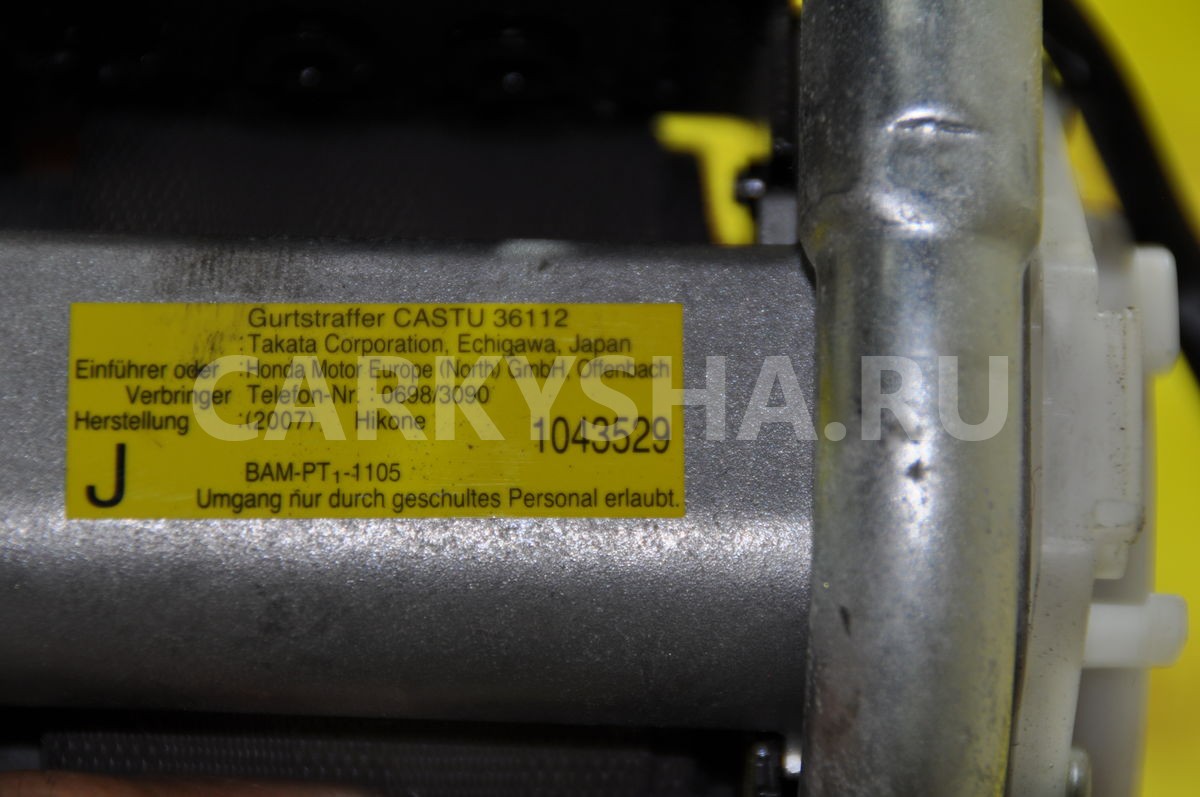 Gurtstraffer CASTU 36112
:Takata Corporation, Echigawa, Japan
Einführer oder :Honda Motor Europe (North) GmbH, Offenbach
Verbringer Telefon-Nr. : 0698/3090
Herstellung :(2007) Hikone 1043529
J
BAM-PT₁-1105
Umgang nur durch geschultes Personal erlaubt.
CARKYSHA.RU